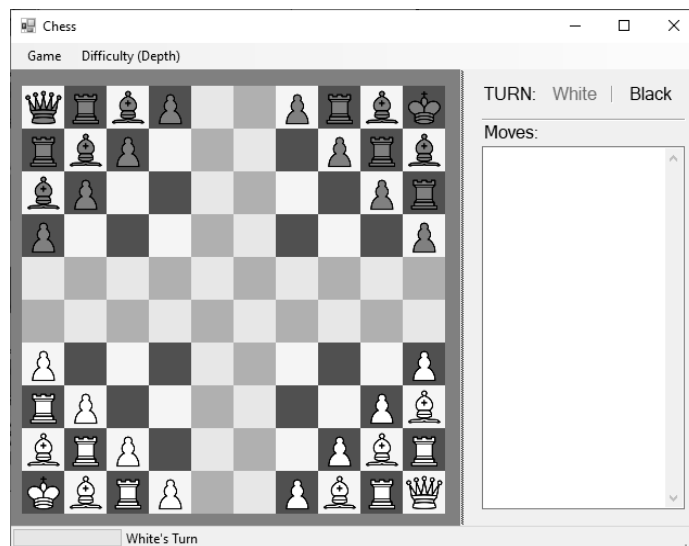 Chess
Game Difficulty (Depth)
TURN: White | Black
Moves:
White's Turn